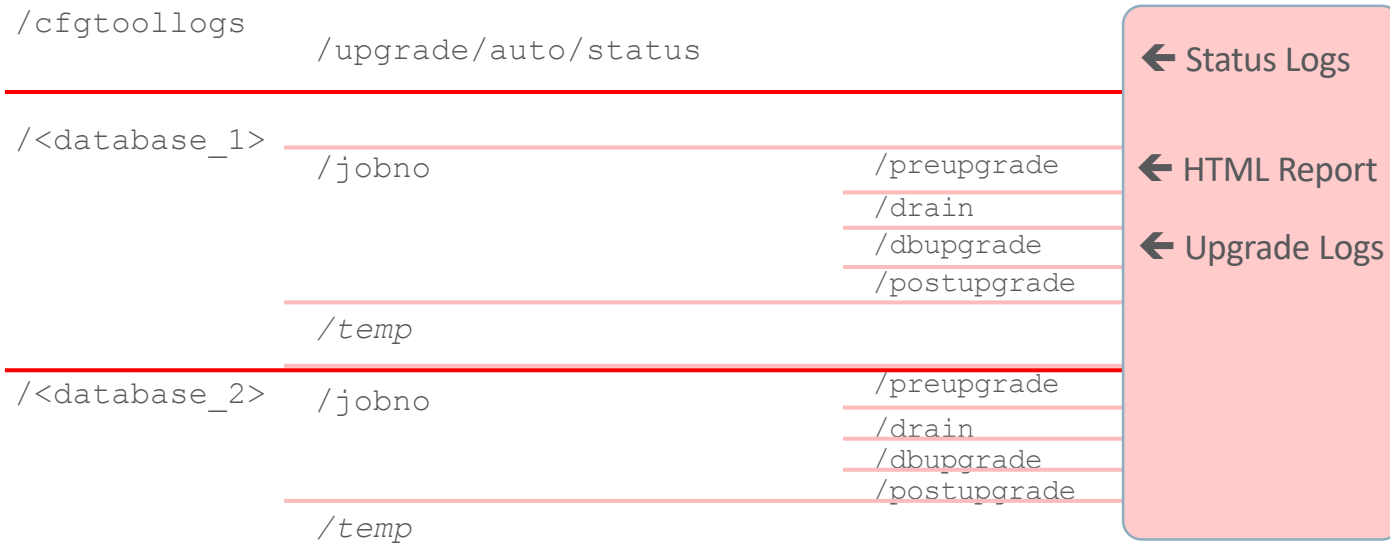 /cfgtoollogs
/upgrade/auto/status
🡸 Status Logs
/<database_1>
/jobno
/preupgrade
🡸 HTML Report
/drain
/dbupgrade
🡸 Upgrade Logs
/postupgrade
/temp
/<database_2>
/jobno
/preupgrade
/drain
/dbupgrade
/postupgrade
/temp